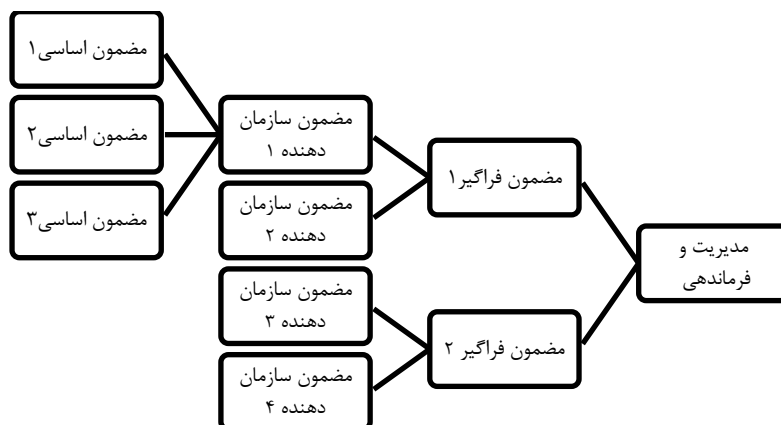 مدیریت و
فرماندهی
مضمون فراگیر۱
مضمون فراگیر ۲
مضمون سازمان
دهنده ۱
مضمون سازمان
دهنده ۲
مضمون سازمان
دهنده ۳
مضمون سازمان
دهنده ۴
مضمون اساسی۱
مضمون اساسی۲
مضمون اساسی۳